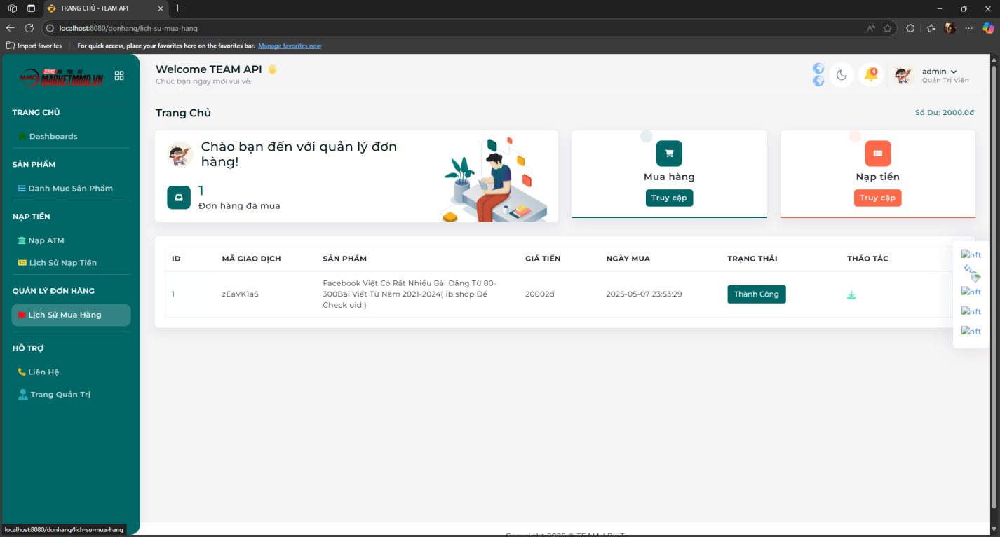 TRANG CHỦ - TEAM API
localhost:8080/donhang/lich-su-mua-hang
Import favorites
For quick access, place your favorites here on the favorites bar. Manage favorites now
MMO
MARKETMMO.VN
Welcome TEAM API
Chúc bạn ngày mới vui vẻ.
4
admin
Quản Trị Viên
TRANG CHỦ
Dashboards
SẢN PHẨM
Danh Mục Sản Phẩm
NẠP TIỀN
Nạp ATM
Lịch Sử Nạp Tiền
QUẢN LÝ ĐƠN HÀNG
Lịch Sử Mua Hàng
HỖ TRỢ
Liên Hệ
Trang Quản Trị
Trang Chủ
Số Dư: 2000.0đ
Chào bạn đến với quản lý đơn
hàng!
1
Đơn hàng đã mua
Mua hàng
Truy cập
Nạp tiền
Truy cập
ID MÃ GIAO DỊCH SẢN PHẨM GIÁ TIỀN NGÀY MUA TRẠNG THÁI THÁO TÁC
1 zEaVK1aS Facebook Việt Có Rất Nhiều Bài Đăng Từ 80-
300Bài Viết Từ Năm 2021-2024( ib shop Để
Check uid ) 20002đ 2025-05-07 23:53:29 Thành Công
nft
nft
nft
nft
localhost:8080/donhang/lich-su-mua-hang